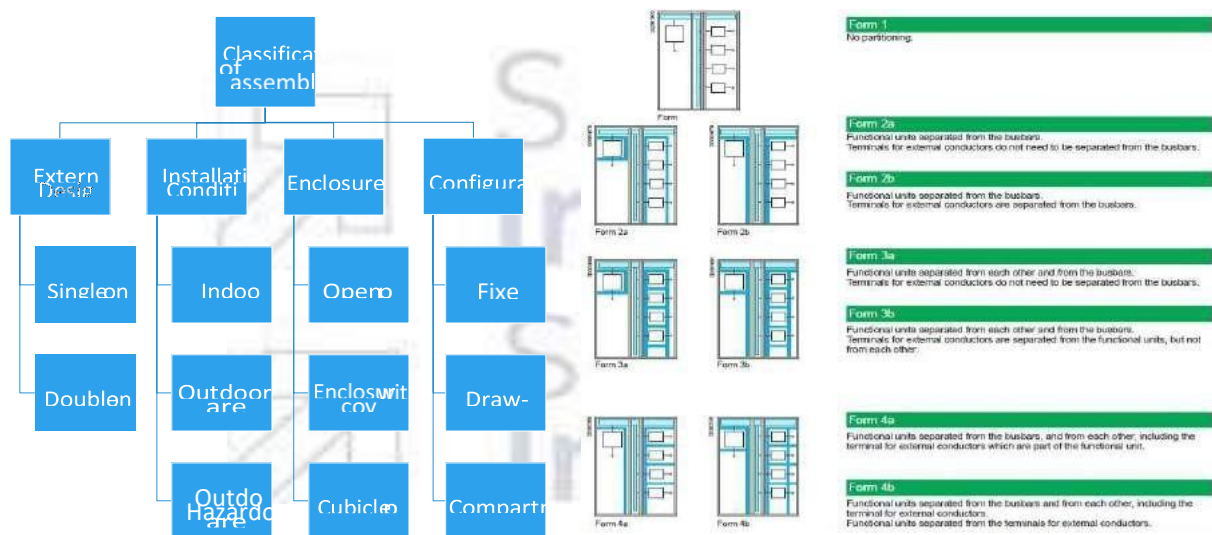 Classificat
of
assembl
Extern
Installati
Conditi
Enclosure
Configura
Single on
Indoo
Open
Fixe
Double
Outdoor
are
Enclosur wit
cov
Draw-
Outdo
Hazardo
are
Cubicle
Compartr
Form
Form 2a
Form 2b
Form 3a
Form 3b
Form 4a
Form 4b
Form 1
No partitioning.
Form 2a
Functional units separated from the busbars.
Terminals for external conductors do not need to be separated from the busbars.
Form 2b
Functional units separated from the busbars.
Terminals for external conductors are separated from the busbars.
Form 3a
Functional units separated from each other and from the busbars.
Terminals for external conductors do not need to be separated from the busbars.
Form 3b
Functional units separated from each other and from the busbars.
Terminals for external conductors are separated from the functional units, but not
from each other.
Form 4a
Functional units separated from the busbars, and from each other, including the
terminal for external conductors which are part of the functional unit.
Form 4b
Functional units separated from the busbars and from each other, including the
terminal for external conductors.
Functional units separated from the terminals for external conductors.